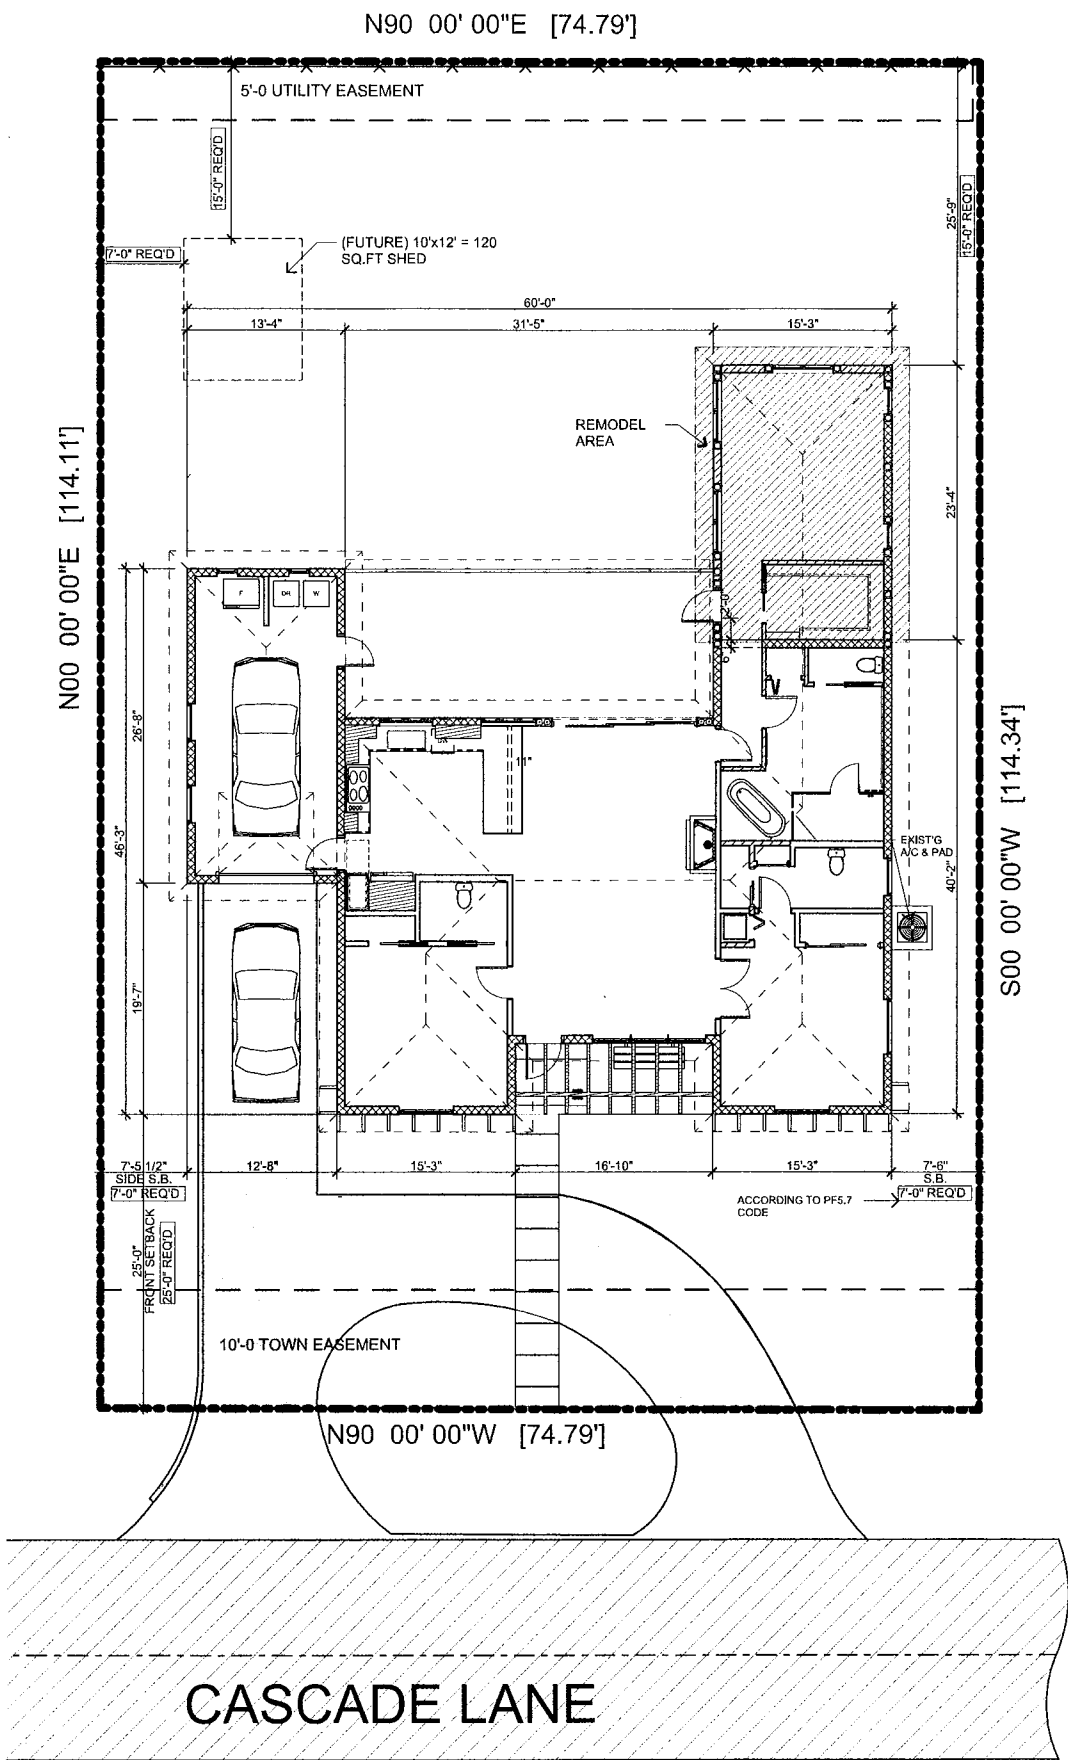 N90 00' 00"E [74.79']
5'-0 UTILITY EASEMENT
15'-0" REQ'D
25'-9"
15'-0" REQ'D
7'-0" REQ'D
(FUTURE) 10'x12' = 120
SQ.FT SHED
60'-0"
13'-4"
31'-5"
15'-3"
REMODEL
AREA
N00 00' 00"E [114.11']
23'-4"
F
DR
W
26'-8"
46'-3"
11"
EXIST'G
A/C & PAD
40'-2"
S00 00' 00"W [114.34']
19'-7"
7'-5 1/2"
SIDE S.B.
7'-0" REQ'D
12'-8"
15'-3"
16'-10"
15'-3"
7'-6"
S.B.
7'-0" REQ'D
ACCORDING TO PF5.7
CODE
25'-0"
FRONT SETBACK
25'-0" REQ'D
10'-0 TOWN EASEMENT
N90 00' 00"W [74.79']
CASCADE LANE